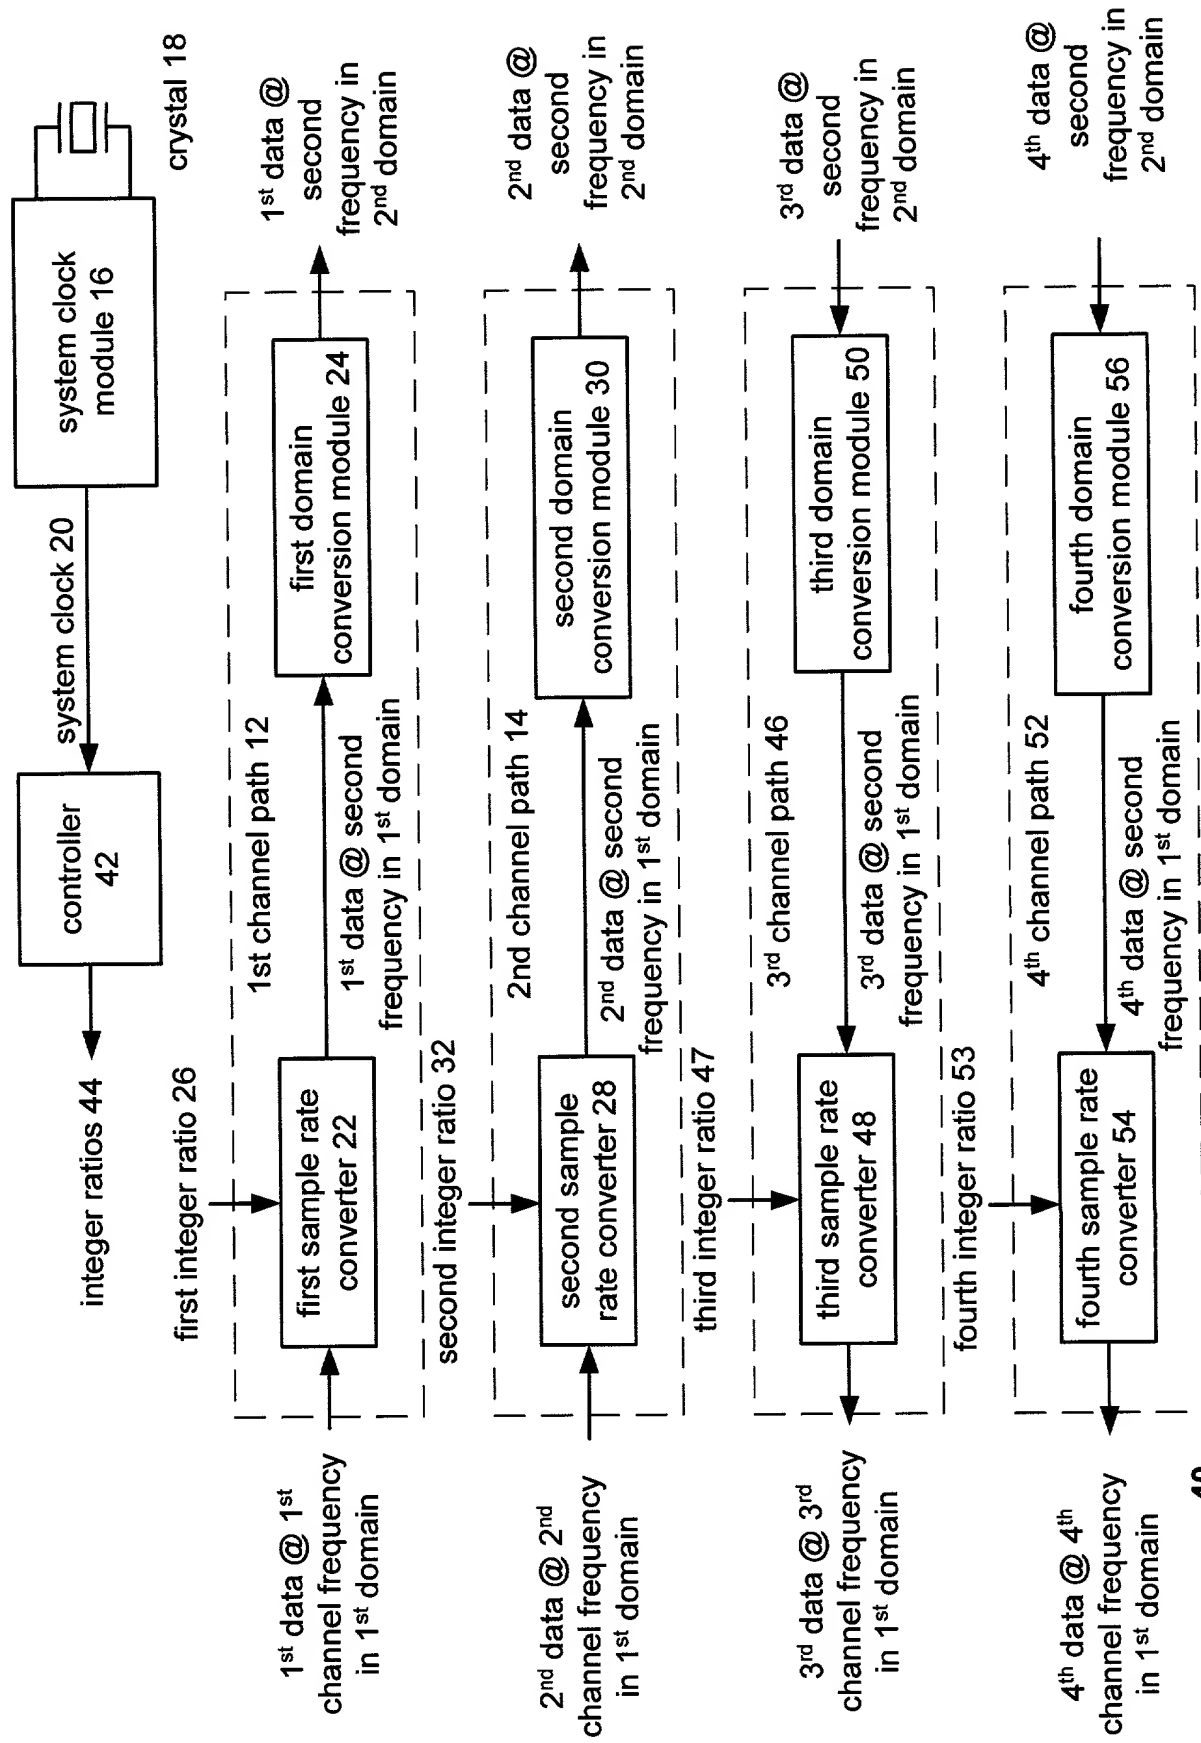 crystal 18
system clock
module 16
system clock 20
controller
42
integer ratios 44
first integer ratio 26
1st channel path 12
1st data @ 1st
channel frequency
in 1st domain
first sample rate
converter 22
1st data @ second
frequency in 1st domain
first domain
conversion module 24
1st data @
second
frequency in
2nd domain
second integer ratio 32
2nd channel path 14
2nd data @ 2nd
channel frequency
in 1st domain
second sample
rate converter 28
2nd data @ second
frequency in 1st domain
second domain
conversion module 30
2nd data @
second
frequency in
2nd domain
third integer ratio 47
3rd channel path 46
3rd data @ 3rd
channel frequency
in 1st domain
third sample rate
converter 48
3rd data @ second
frequency in 1st domain
third domain
conversion module 50
3rd data @
second
frequency in
2nd domain
fourth integer ratio 53
4th channel path 52
4th data @ 4th
channel frequency
in 1st domain
fourth sample rate
converter 54
4th data @ second
frequency in 1st domain
fourth domain
conversion module 56
4th data @
second
frequency in
2nd domain